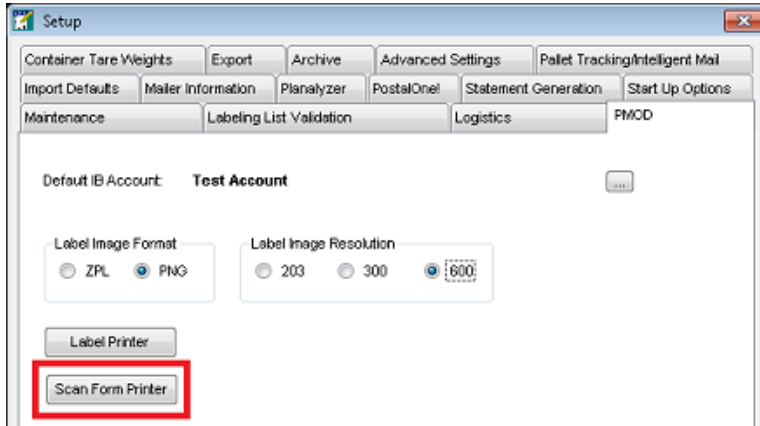 Setup
Container Tare Weights Export Archive Advanced Settings Pallet Tracking/Intelligent Mail
Import Defaults Mailer Information Planalyzer PostalOne! Statement Generation Start Up Options
Maintenance Labeling List Validation Logistics PMOD
Default IB Account: Test Account ...
Label Image Format Label Image Resolution
ZPL PNG 203 300 600
Label Printer
Scan Form Printer